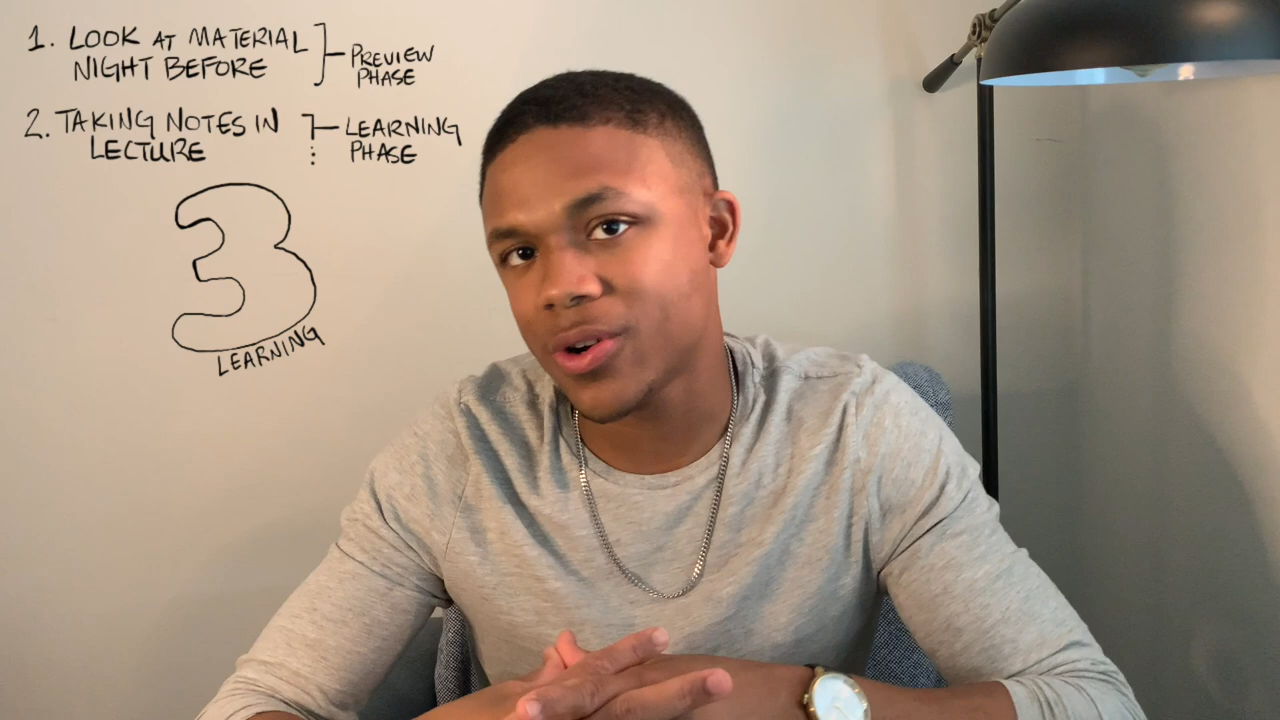 1. LOOK AT MATERIAL
NIGHT BEFORE
PREVIEW
PHASE
2. TAKING NOTES IN
LECTURE
LEARNING
PHASE
3
LEARNING